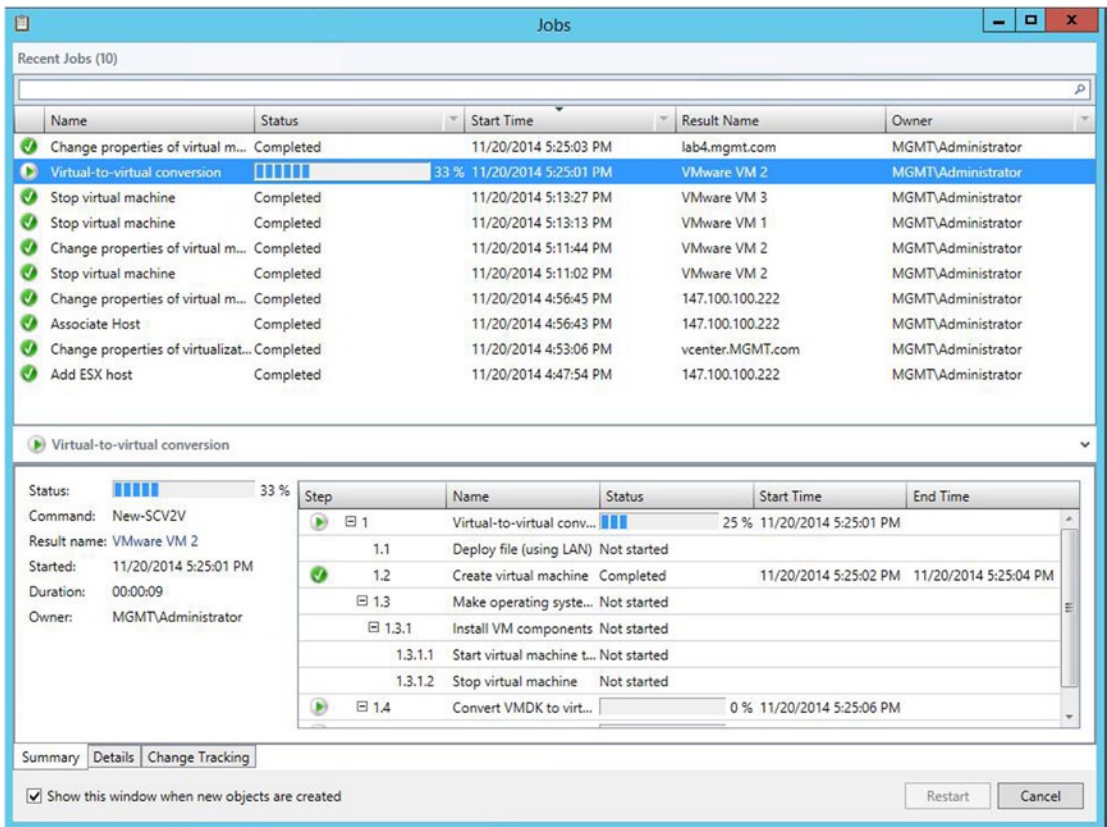 Jobs
Recent Jobs (10)
Name Status Start Time Result Name Owner
Change properties of virtual m... Completed 11/20/2014 5:25:03 PM lab4.mgmt.com MGMT\Administrator
Virtual-to-virtual conversion 33 % 11/20/2014 5:25:01 PM VMware VM 2 MGMT\Administrator
Stop virtual machine Completed 11/20/2014 5:13:27 PM VMware VM 3 MGMT\Administrator
Stop virtual machine Completed 11/20/2014 5:13:13 PM VMware VM 1 MGMT\Administrator
Change properties of virtual m... Completed 11/20/2014 5:11:44 PM VMware VM 2 MGMT\Administrator
Stop virtual machine Completed 11/20/2014 5:11:02 PM VMware VM 2 MGMT\Administrator
Change properties of virtual m... Completed 11/20/2014 4:56:45 PM 147.100.100.222 MGMT\Administrator
Associate Host Completed 11/20/2014 4:56:43 PM 147.100.100.222 MGMT\Administrator
Change properties of virtualizat... Completed 11/20/2014 4:53:06 PM vcenter.MGMT.com MGMT\Administrator
Add ESX host Completed 11/20/2014 4:47:54 PM 147.100.100.222 MGMT\Administrator
Virtual-to-virtual conversion
Status: 33 %
Command: New-SCV2V
Result name: VMware VM 2
Started: 11/20/2014 5:25:01 PM
Duration: 00:00:09
Owner: MGMT\Administrator
Step Name Status Start Time End Time
1 Virtual-to-virtual conv... 25 % 11/20/2014 5:25:01 PM
1.1 Deploy file (using LAN) Not started
1.2 Create virtual machine Completed 11/20/2014 5:25:02 PM 11/20/2014 5:25:04 PM
1.3 Make operating syste... Not started
1.3.1 Install VM components Not started
1.3.1.1 Start virtual machine t... Not started
1.3.1.2 Stop virtual machine Not started
1.4 Convert VMDK to virt... 0 % 11/20/2014 5:25:06 PM
Summary Details Change Tracking
Show this window when new objects are created
Restart Cancel